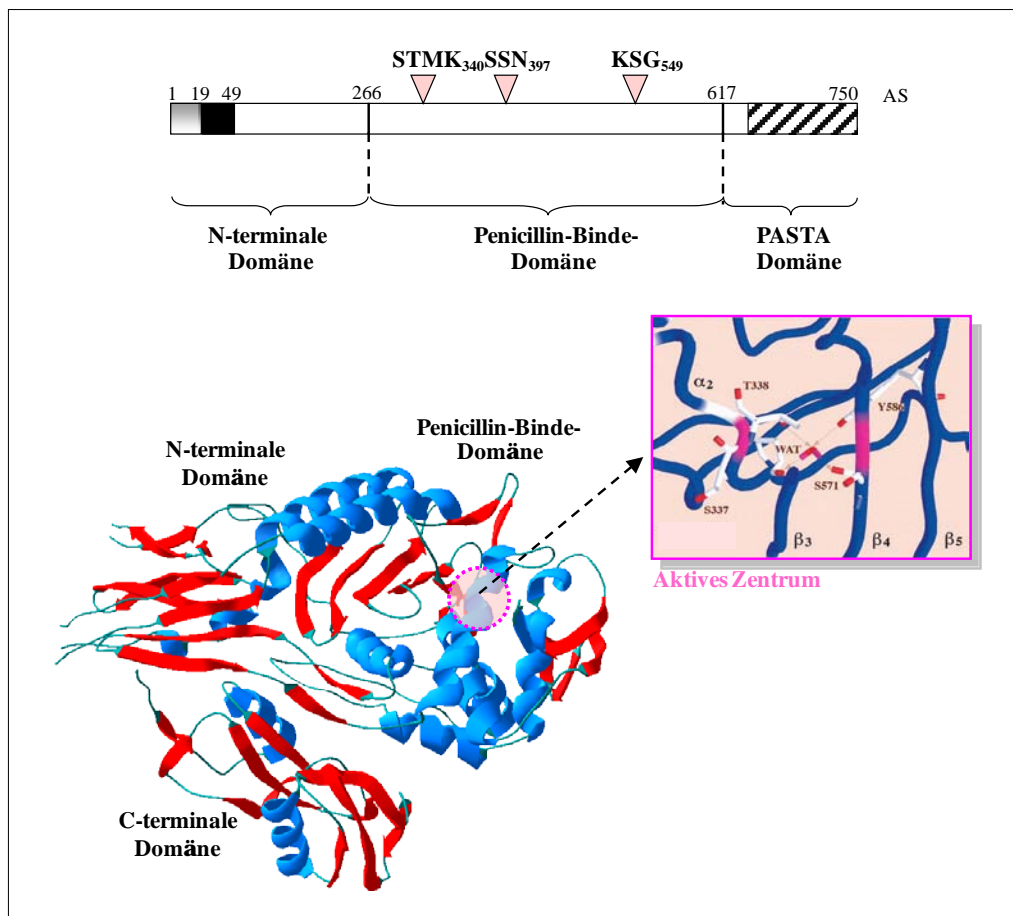 STMK340SSN397 KSG549
1 19 49 266 617 750 AS
N-terminale
Domäne
Penicillin-Binde-
Domäne
PASTA
Domäne
N-terminale
Domäne
Penicillin-Binde-
Domäne
C-terminale
Domäne
α2
T338
Y586
WAT
S571
S337
β3
β4
β5
Aktives Zentrum